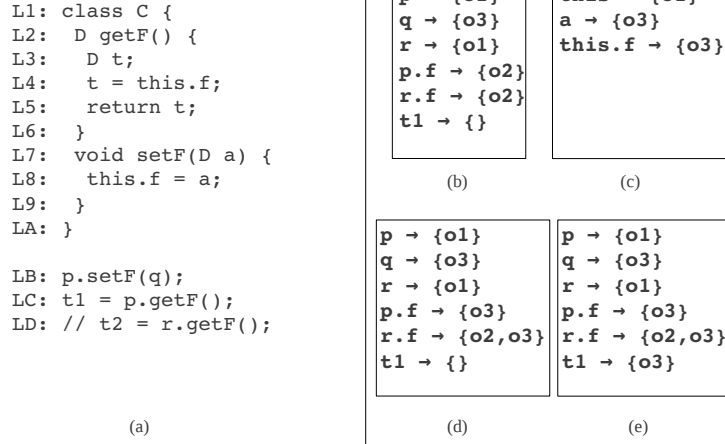 L1: class C {
L2:  D getF() {
L3:   D t;
L4:   t = this.f;
L5:   return t;
L6:  }
L7:  void setF(D a) {
L8:   this.f = a;
L9:  }
LA: }
LB: p.setF(q);
LC: t1 = p.getF();
LD: // t2 = r.getF();
(a)
q → {o3}
r → {o1}
p.f → {o2}
r.f → {o2}
t1 → {}
(b)
a → {o3}
this.f → {o3}
(c)
p → {o1}
q → {o3}
r → {o1}
p.f → {o3}
r.f → {o2,o3}
t1 → {}
(d)
p → {o1}
q → {o3}
r → {o1}
p.f → {o3}
r.f → {o2,o3}
t1 → {o3}
(e)